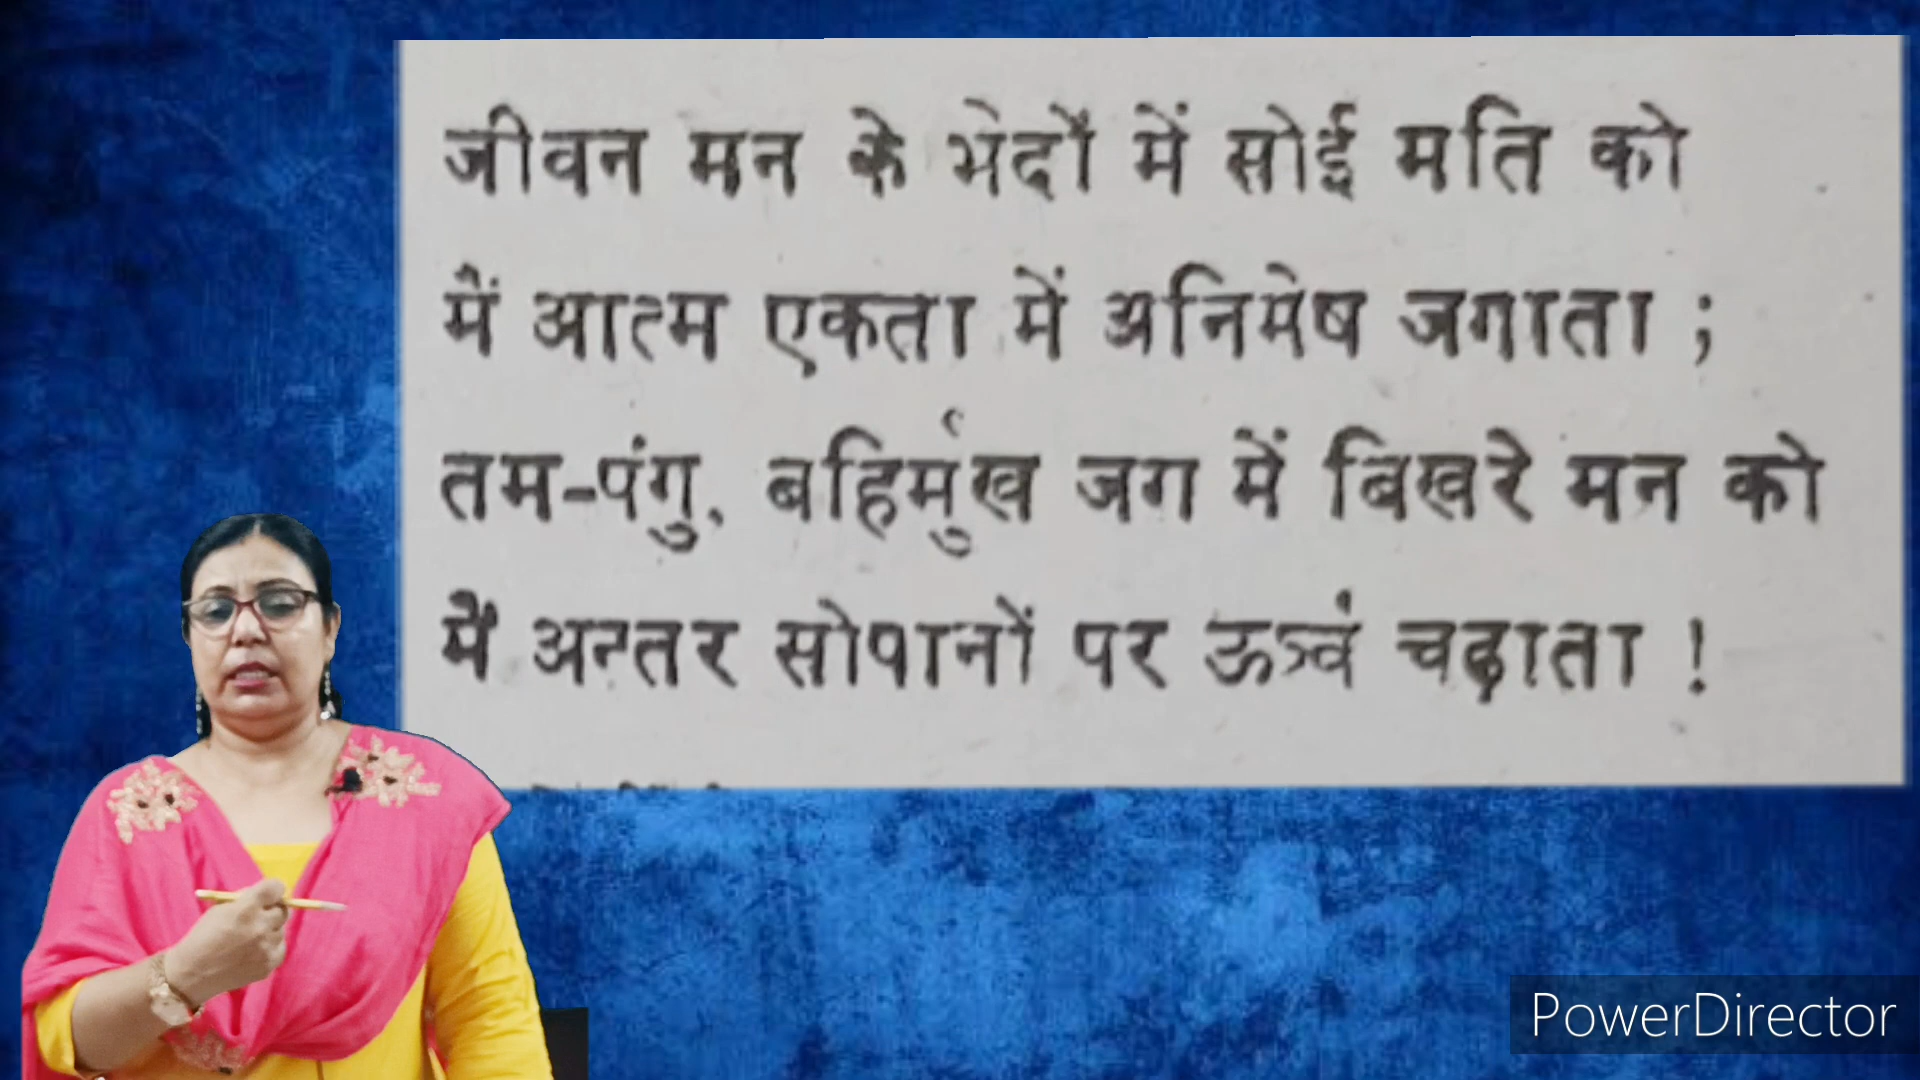 जीवन मन के भेदों में सोई मति को
मैं आत्म एकता में अनिमेष जगाता ;
तम-पंगु, बहिर्मुख जग में बिखरे मन को
मैं अन्तर सोपानों पर ऊर्ध्व चढ़ाता !
PowerDirector